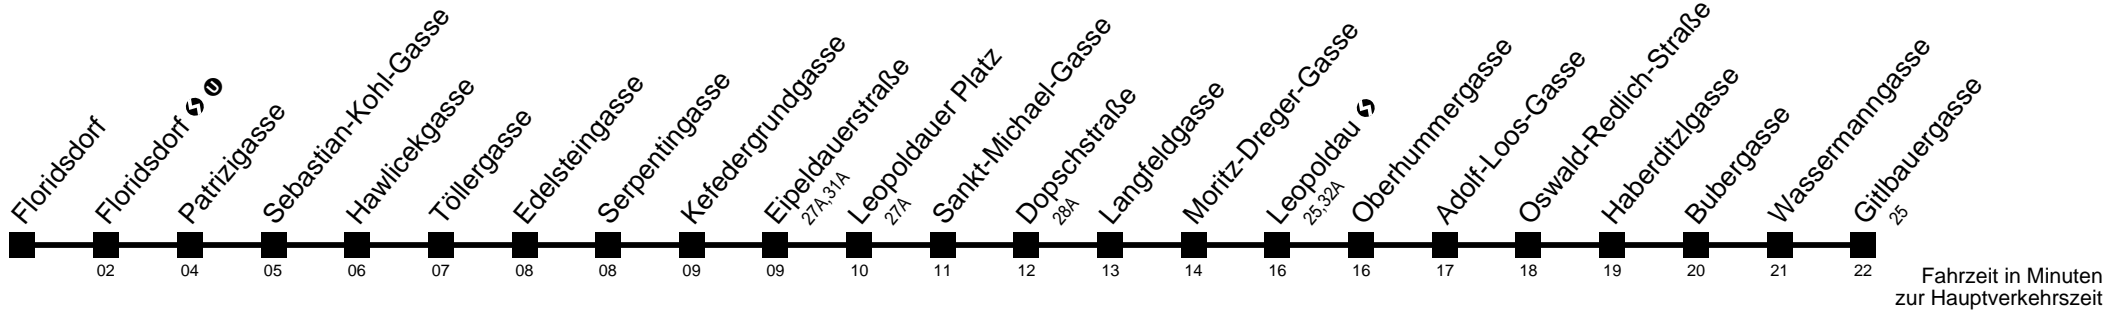 Floridsdorf
Floridsdorf
Patrizigasse
Sebastian-Kohl-Gasse
Hawlicekgasse
Töllergasse
Edelsteingasse
Serpentingasse
Kefedergrundgasse
Eipeldauerstraße
27A,31A
Leopoldauer Platz
27A
Sankt-Michael-Gasse
Dopschstraße
28A
Langfeldgasse
Moritz-Dreger-Gasse
Leopoldau
25,32A
Oberhummergasse
Adolf-Loos-Gasse
Oswald-Redlich-Straße
Haberditzlgasse
Bubergasse
Wassermanngasse
Gitlbauergasse
25
02 04 05 06 07 08 08 09 09 10 11 12 13 14 16 16 17 18 19 20 21 22
Fahrzeit in Minuten
zur Hauptverkehrszeit